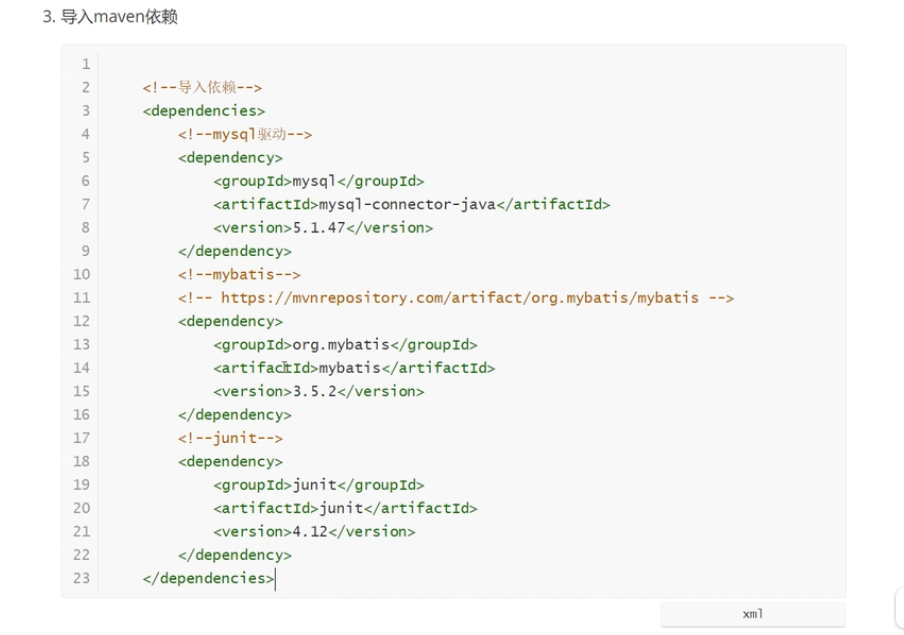 3. 导入maven依赖
1
2 <!--导入依赖-->
3 <dependencies>
4 <!--mysql驱动-->
5 <dependency>
6 <groupId>mysql</groupId>
7 <artifactId>mysql-connector-java</artifactId>
8 <version>5.1.47</version>
9 </dependency>
10 <!--mybatis-->
11 <!-- https://mvnrepository.com/artifact/org.mybatis/mybatis -->
12 <dependency>
13 <groupId>org.mybatis</groupId>
14 <artifactId>mybatis</artifactId>
15 <version>3.5.2</version>
16 </dependency>
17 <!--junit-->
18 <dependency>
19 <groupId>junit</groupId>
20 <artifactId>junit</artifactId>
21 <version>4.12</version>
22 </dependency>
23 </dependencies>
xml